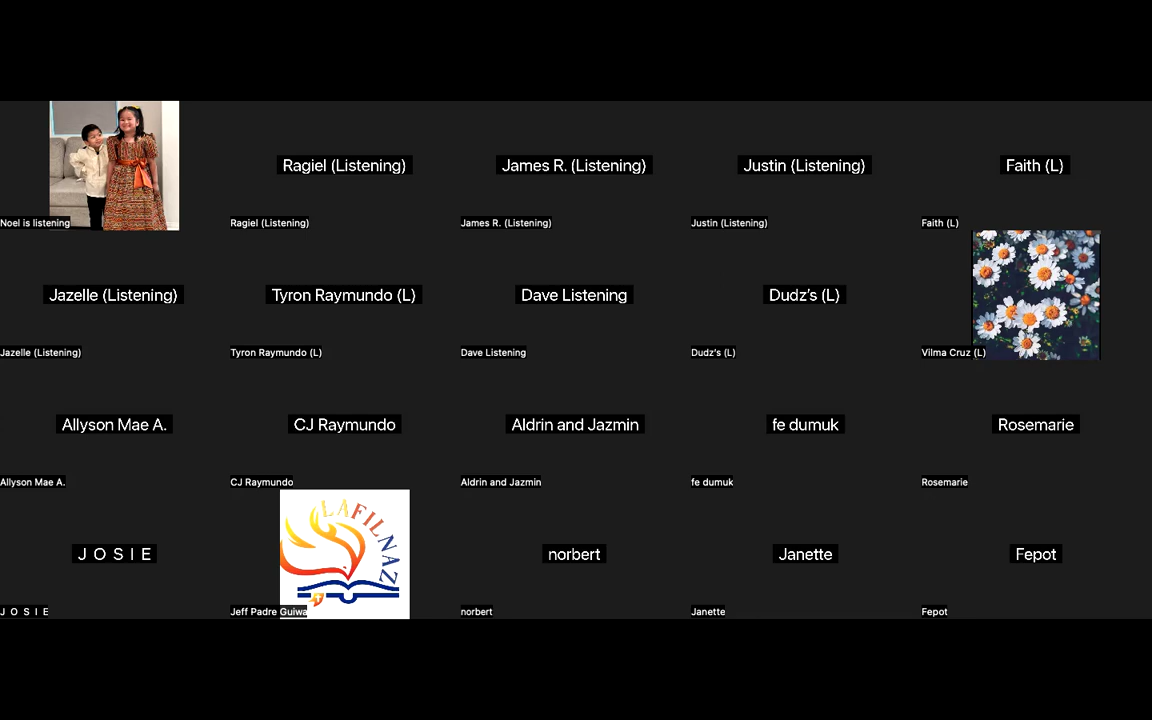 Noel is listening
Ragiel (Listening)
Ragiel (Listening)
James R. (Listening)
James R. (Listening)
Justin (Listening)
Justin (Listening)
Faith (L)
Faith (L)
Jazelle (Listening)
Jazelle (Listening)
Tyron Raymundo (L)
Tyron Raymundo (L)
Dave Listening
Dave Listening
Dudz's (L)
Dudz's (L)
Vilma Cruz (L)
Allyson Mae A.
Allyson Mae A.
CJ Raymundo
CJ Raymundo
Aldrin and Jazmin
Aldrin and Jazmin
fe dumuk
fe dumuk
Rosemarie
Rosemarie
J O S I E
J O S I E
LAFILNAZ
Jeff Padre Guiwa
norbert
norbert
Janette
Janette
Fepot
Fepot